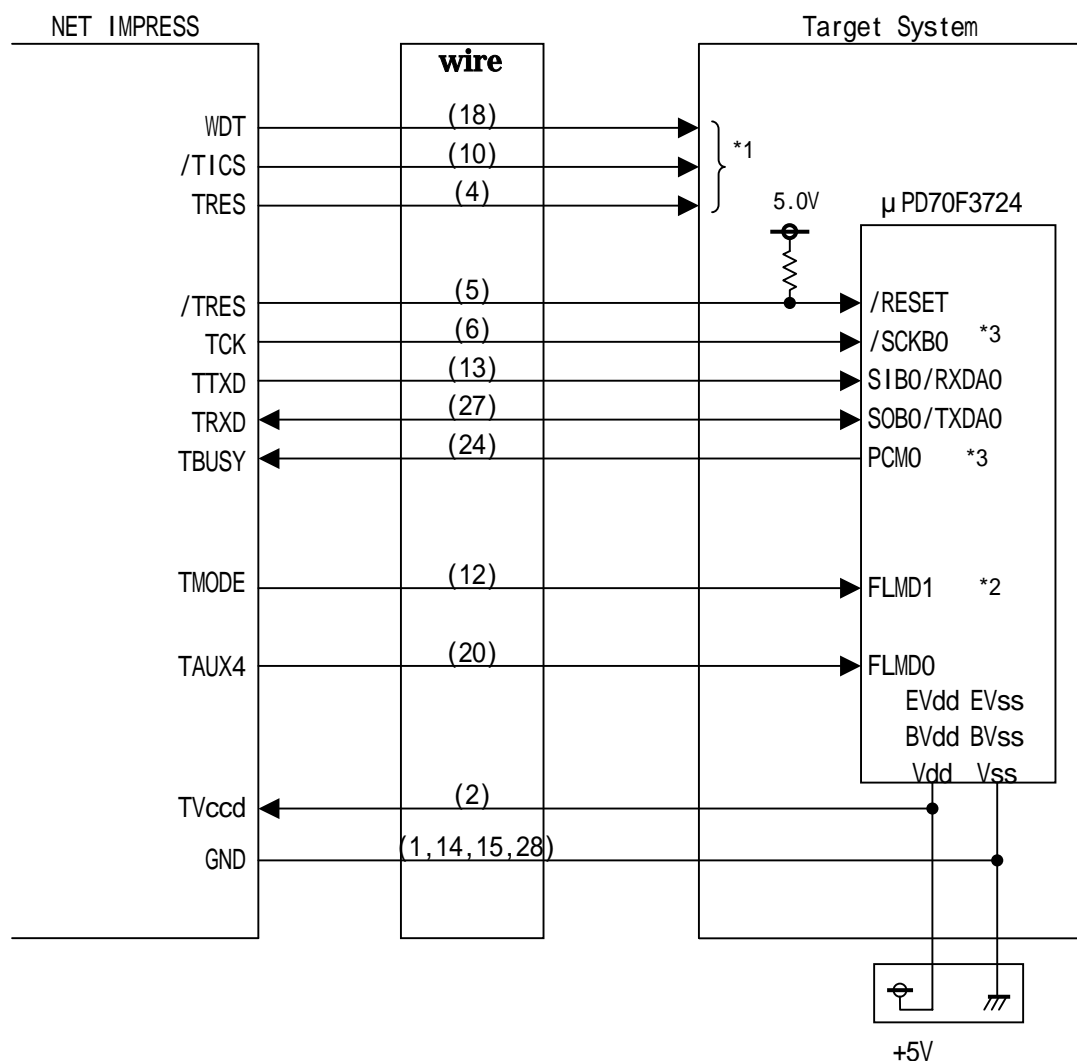 NET IMPRESS
Target System
wire
WDT (18)
*1
/TICS (10)
TRES (4)
5.0V
μPD70F3724
/TRES (5) /RESET
TCK (6) /SCKB0 *3
TTXD (13) SIB0/RXDA0
TRXD (27) SOB0/TXDA0
TBUSY (24) PCM0 *3
TMODE (12) FLMD1 *2
TAUX4 (20) FLMD0
EVdd EVss
BVdd BVss
Vdd Vss
TVccd (2)
GND (1,14,15,28)
+5V